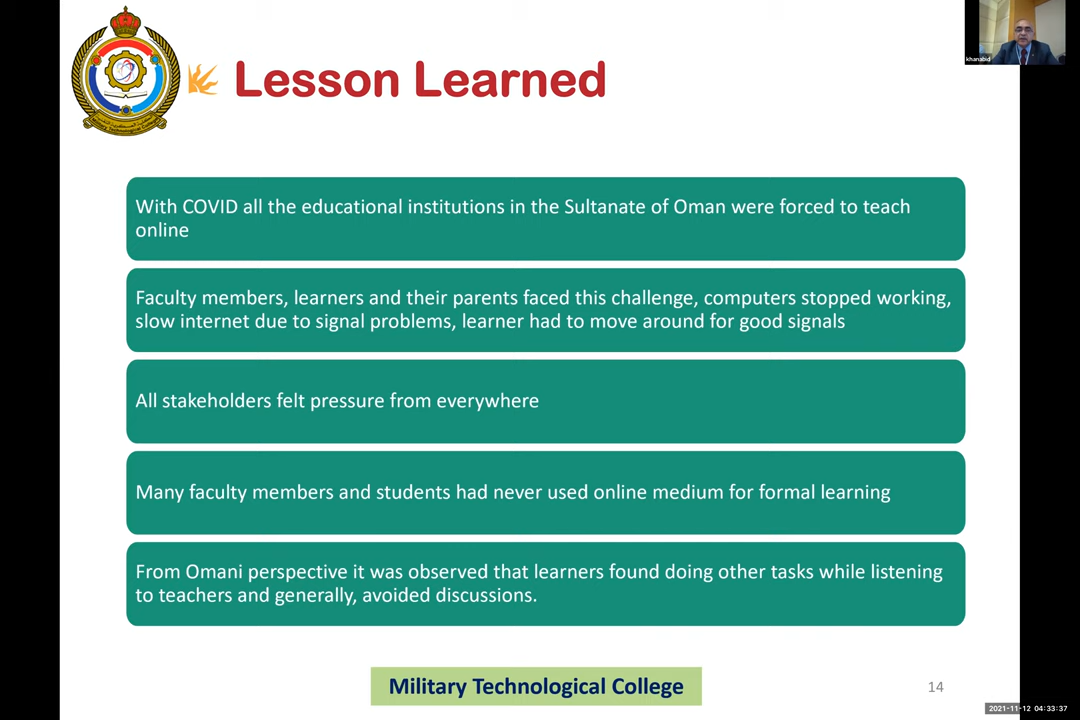 Lesson Learned
khanabid
With COVID all the educational institutions in the Sultanate of Oman were forced to teach
online
Faculty members, learners and their parents faced this challenge, computers stopped working,
slow internet due to signal problems, learner had to move around for good signals
All stakeholders felt pressure from everywhere
Many faculty members and students had never used online medium for formal learning
From Omani perspective it was observed that learners found doing other tasks while listening
to teachers and generally, avoided discussions.
Military Technological College
14
2021-11-12 04:33:37